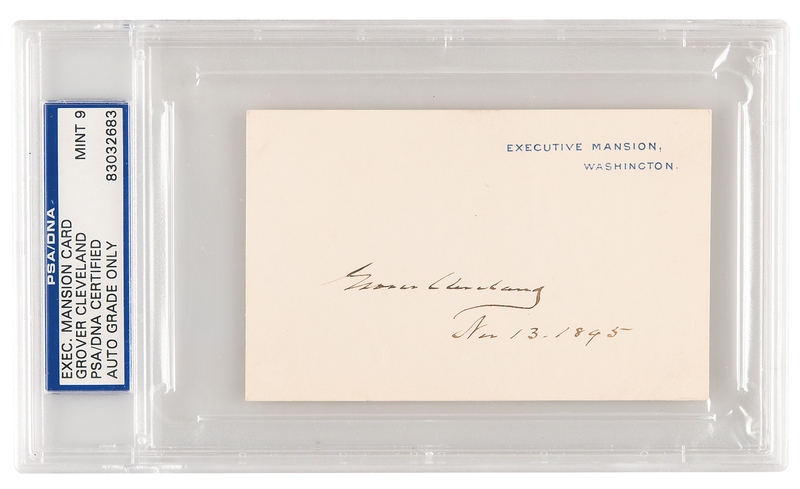 PSA/DNA
EXEC. MANSION CARD
GROVER CLEVELAND
PSA/DNA CERTIFIED
AUTO GRADE ONLY
MINT 9
83032683
EXECUTIVE MANSION,
WASHINGTON.
Grover Cleveland
Nov 13. 1895